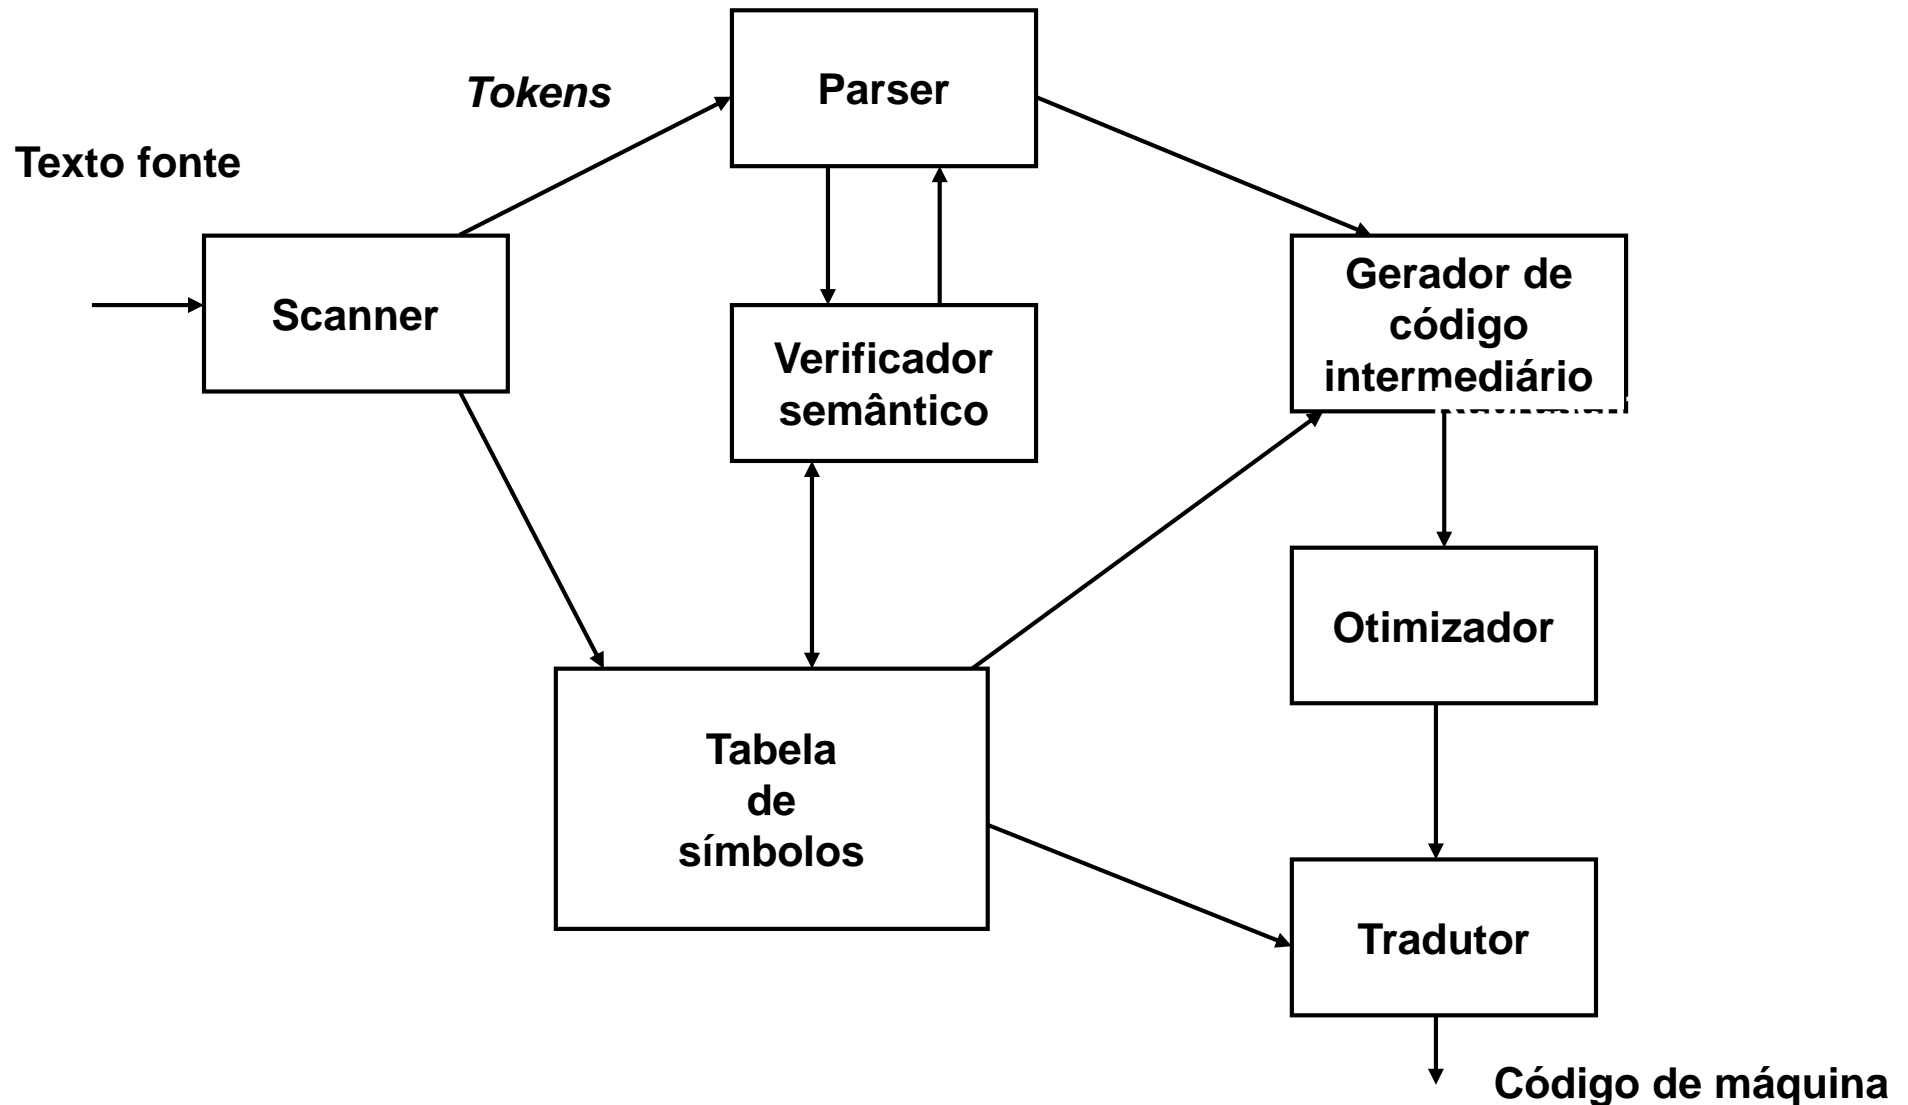 Parser
Tokens
Texto fonte
Scanner
Gerador de
código
intermediário
Verificador
semântico
Otimizador
Tabela
de
símbolos
Tradutor
Código de máquina